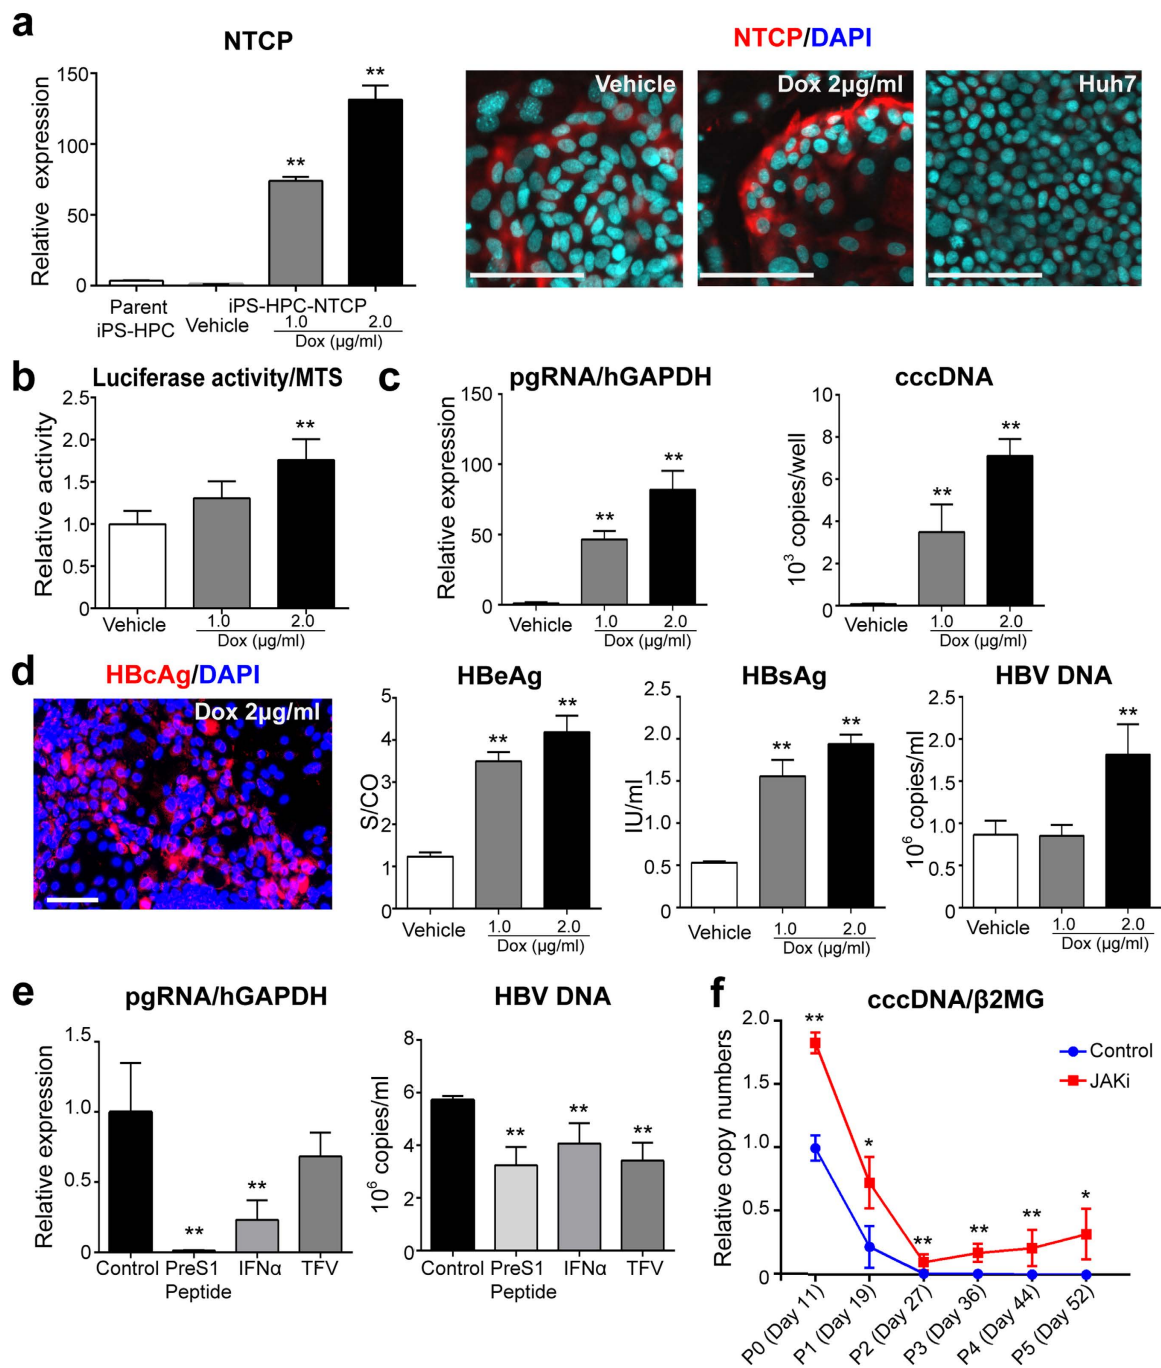 a
NTCP
Relative expression
150
100
50
0
**
**
Parent
iPS-HPC
Vehicle
iPS-HPC-NTCP
1.0
2.0
Dox (µg/ml)
NTCP/DAPI
Vehicle
Dox 2µg/ml
Huh7
b
Luciferase activity/MTS
Relative activity
2.5
2.0
1.5
1.0
0.5
0
**
Vehicle
1.0
2.0
Dox (µg/ml)
c
pgRNA/hGAPDH
Relative expression
150
100
50
0
**
**
Vehicle
1.0
2.0
Dox (µg/ml)
cccDNA
10³ copies/well
10
8
6
4
2
0
**
**
Vehicle
1.0
2.0
Dox (µg/ml)
d
HBcAg/DAPI
Dox 2µg/ml
HBeAg
S/CO
5
4
3
2
1
0
**
**
Vehicle
1.0
2.0
Dox (µg/ml)
HBsAg
IU/ml
2.5
2.0
1.5
1.0
0.5
0
**
**
Vehicle
1.0
2.0
Dox (µg/ml)
HBV DNA
10⁶ copies/ml
2.5
2.0
1.5
1.0
0.5
0
**
Vehicle
1.0
2.0
Dox (µg/ml)
e
pgRNA/hGAPDH
Relative expression
1.5
1.0
0.5
0
**
**
Control
PreS1
Peptide
IFNα
TFV
HBV DNA
10⁶ copies/ml
8
6
4
2
0
**
**
**
Control
PreS1
Peptide
IFNα
TFV
f
cccDNA/β2MG
Relative copy numbers
2.0
1.5
1.0
0.5
0
**
*
**
**
**
*
Control
JAKi
P0 (Day 11)
P1 (Day 19)
P2 (Day 27)
P3 (Day 36)
P4 (Day 44)
P5 (Day 52)